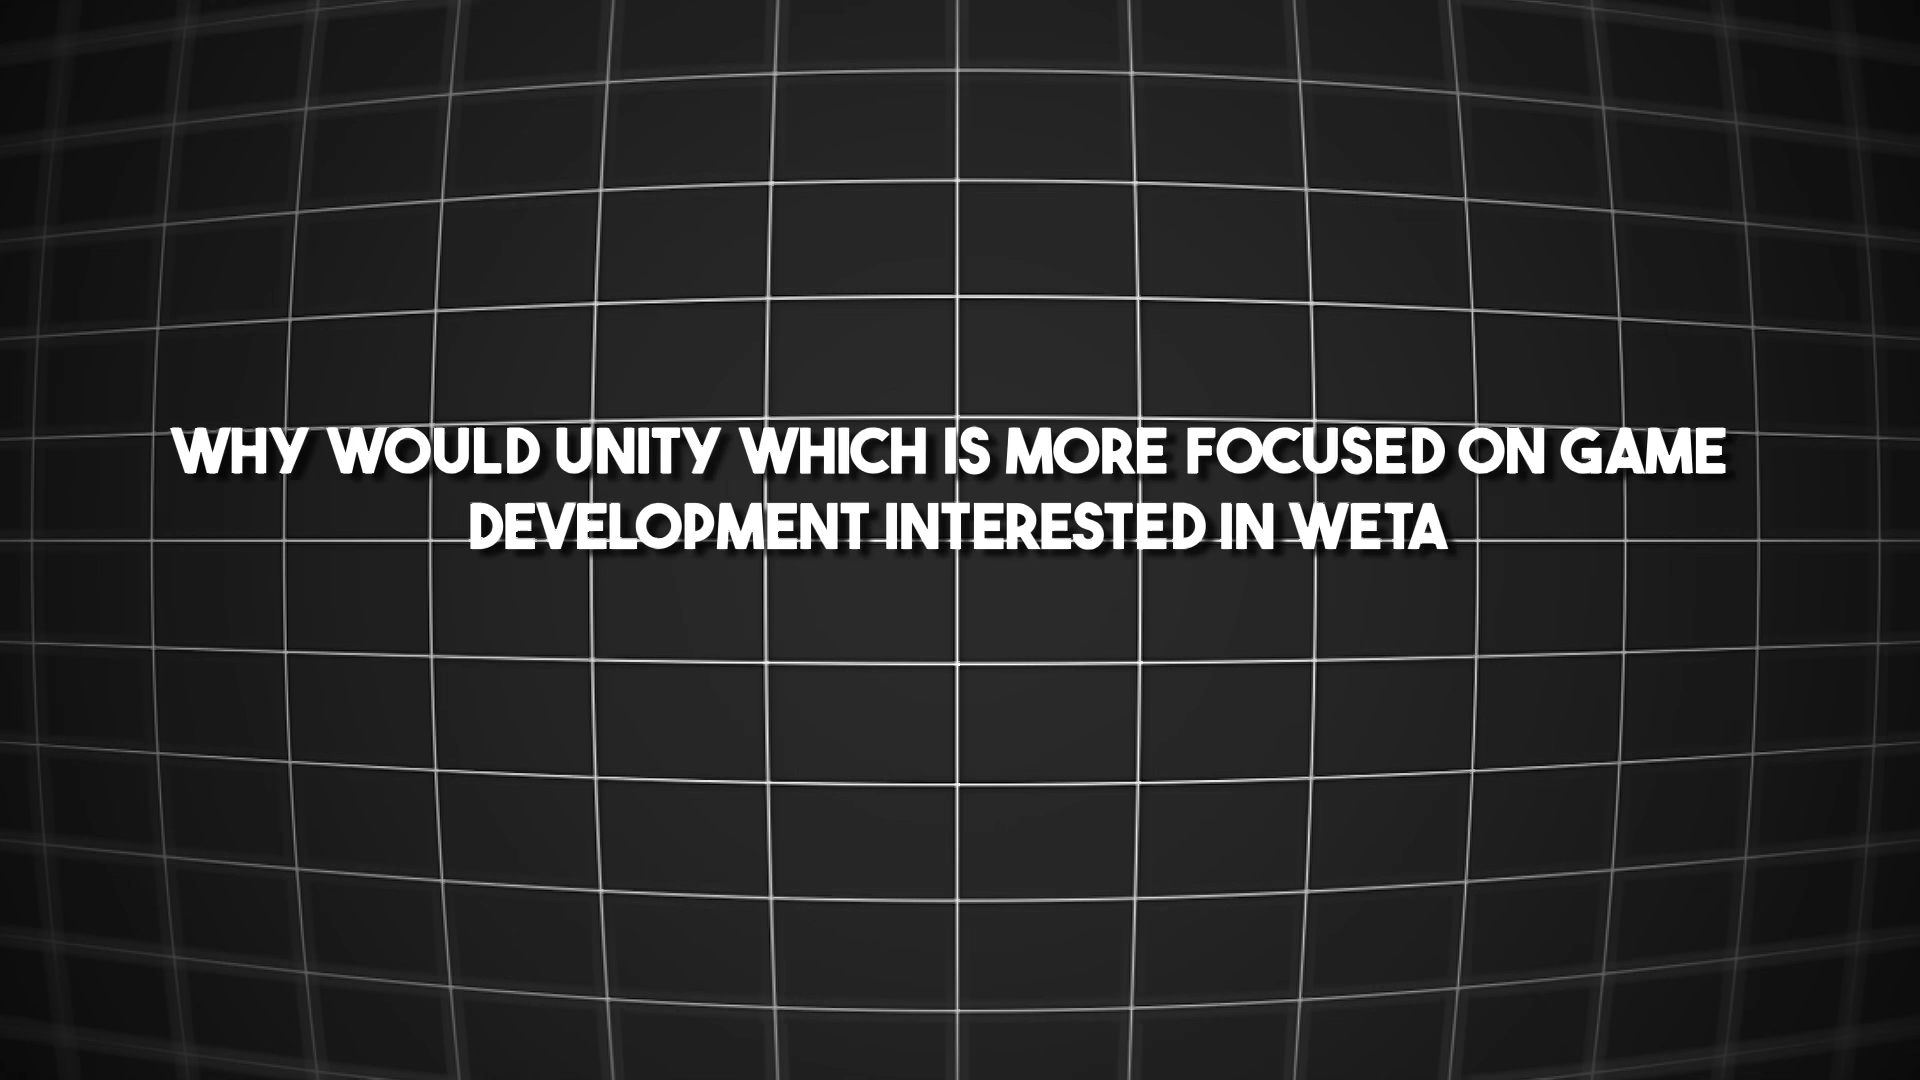 WHY WOULD UNITY WHICH IS MORE FOCUSED ON GAME
DEVELOPMENT INTERESTED IN WETA